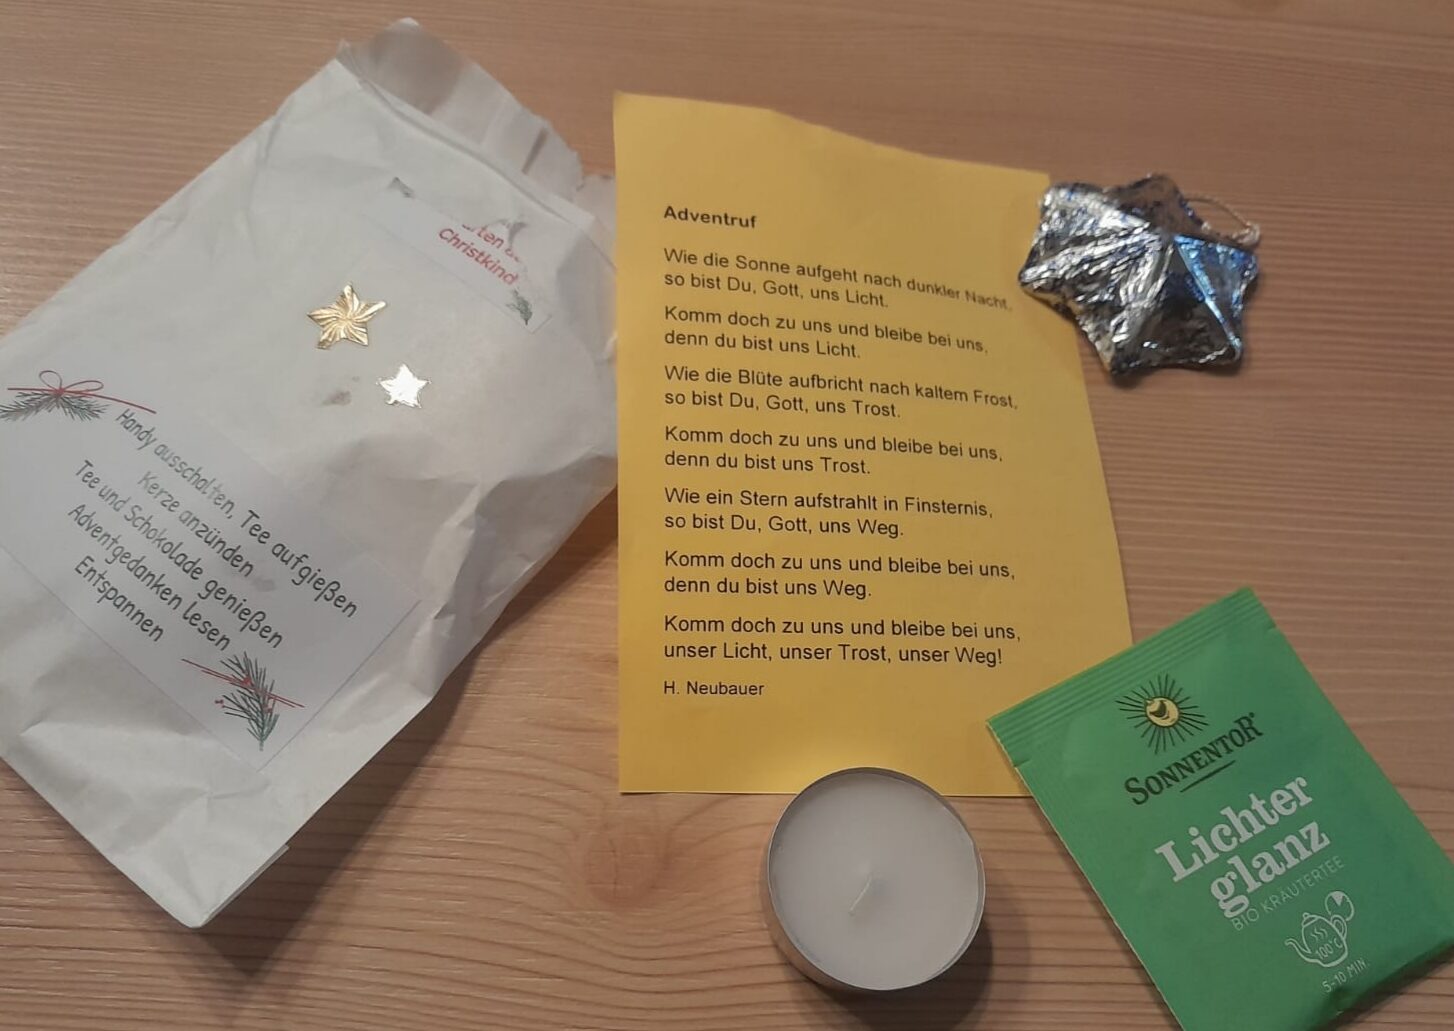 Christkind
Handy ausschalten, Tee aufgießen
Kerze anzünden
Tee und Schokolade genießen
Adventgedanken lesen
Entspannen
Adventruf
Wie die Sonne aufgeht nach dunkler Nacht,
so bist Du, Gott, uns Licht.
Komm doch zu uns und bleibe bei uns,
denn du bist uns Licht.
Wie die Blüte aufbricht nach kaltem Frost,
so bist Du, Gott, uns Trost.
Komm doch zu uns und bleibe bei uns,
denn du bist uns Trost.
Wie ein Stern aufstrahlt in Finsternis,
so bist Du, Gott, uns Weg.
Komm doch zu uns und bleibe bei uns,
denn du bist uns Weg.
Komm doch zu uns und bleibe bei uns,
unser Licht, unser Trost, unser Weg!
H. Neubauer
SONNENTOR®
Lichter
glanz
BIO KRÄUTERTEE
100°C
5-10 MIN.